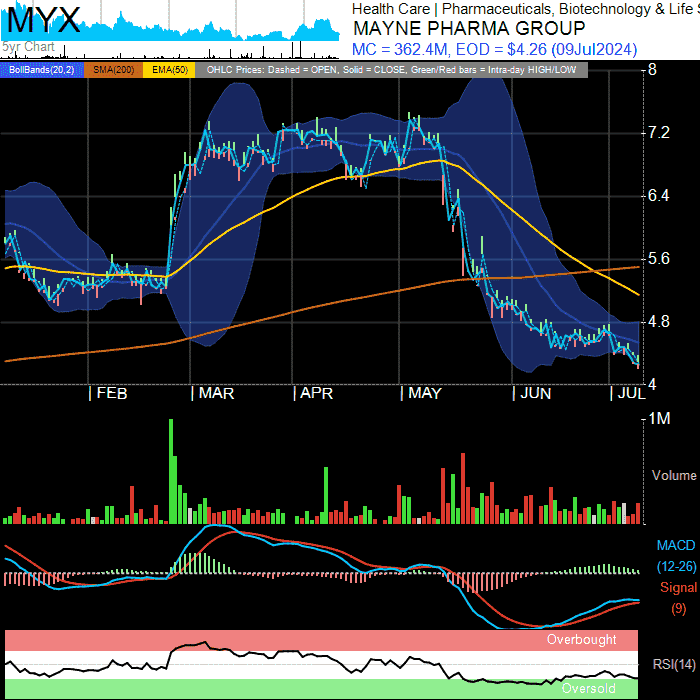 MYX
5yr Chart
Health Care | Pharmaceuticals, Biotechnology & Life S
MAYNE PHARMA GROUP
MC = 362.4M, EOD = $4.26 (09Jul2024)
BollBands(20,2) SMA(200) EMA(50) OHLC Prices: Dashed = OPEN, Solid = CLOSE, Green/Red bars = Intra-day HIGH/LOW
8
7.2
6.4
5.6
4.8
4
| FEB | MAR | APR | MAY | JUN | JUL
1M
Volume
MACD
(12-26)
Signal
(9)
Overbought
RSI(14)
Oversold